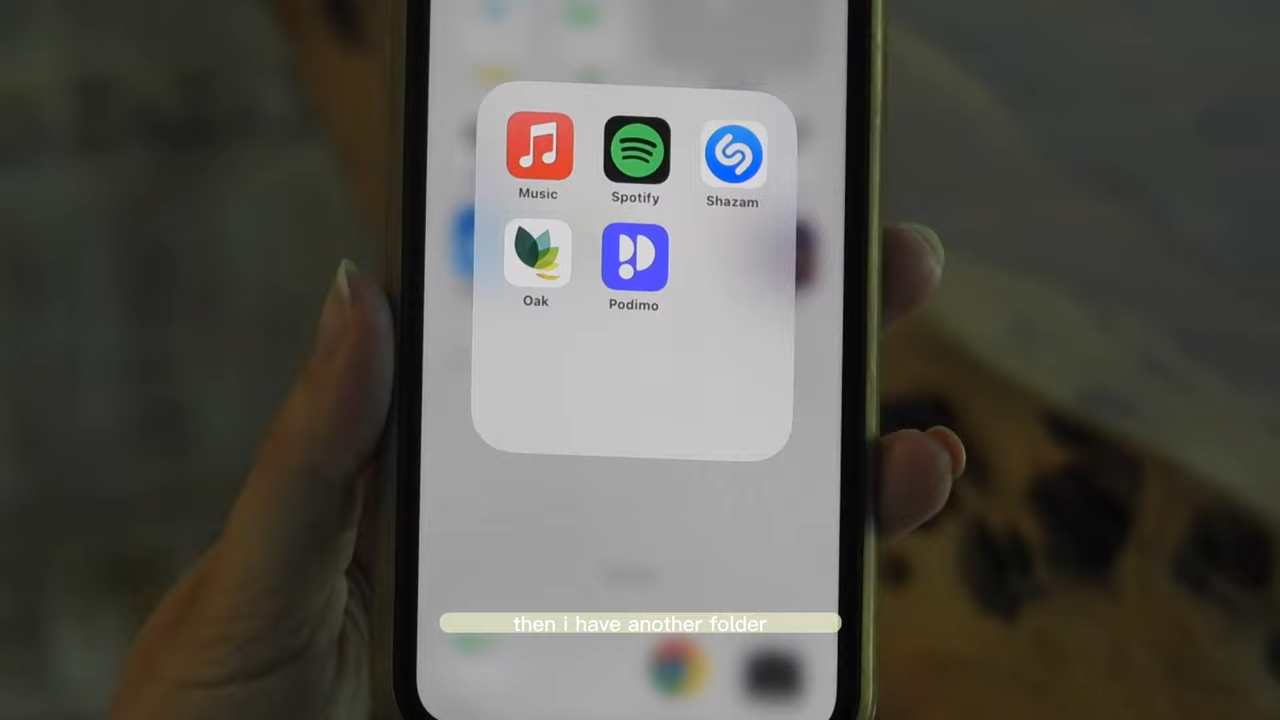 Music
Spotify
Shazam
Oak
Podimo
then i have another folder